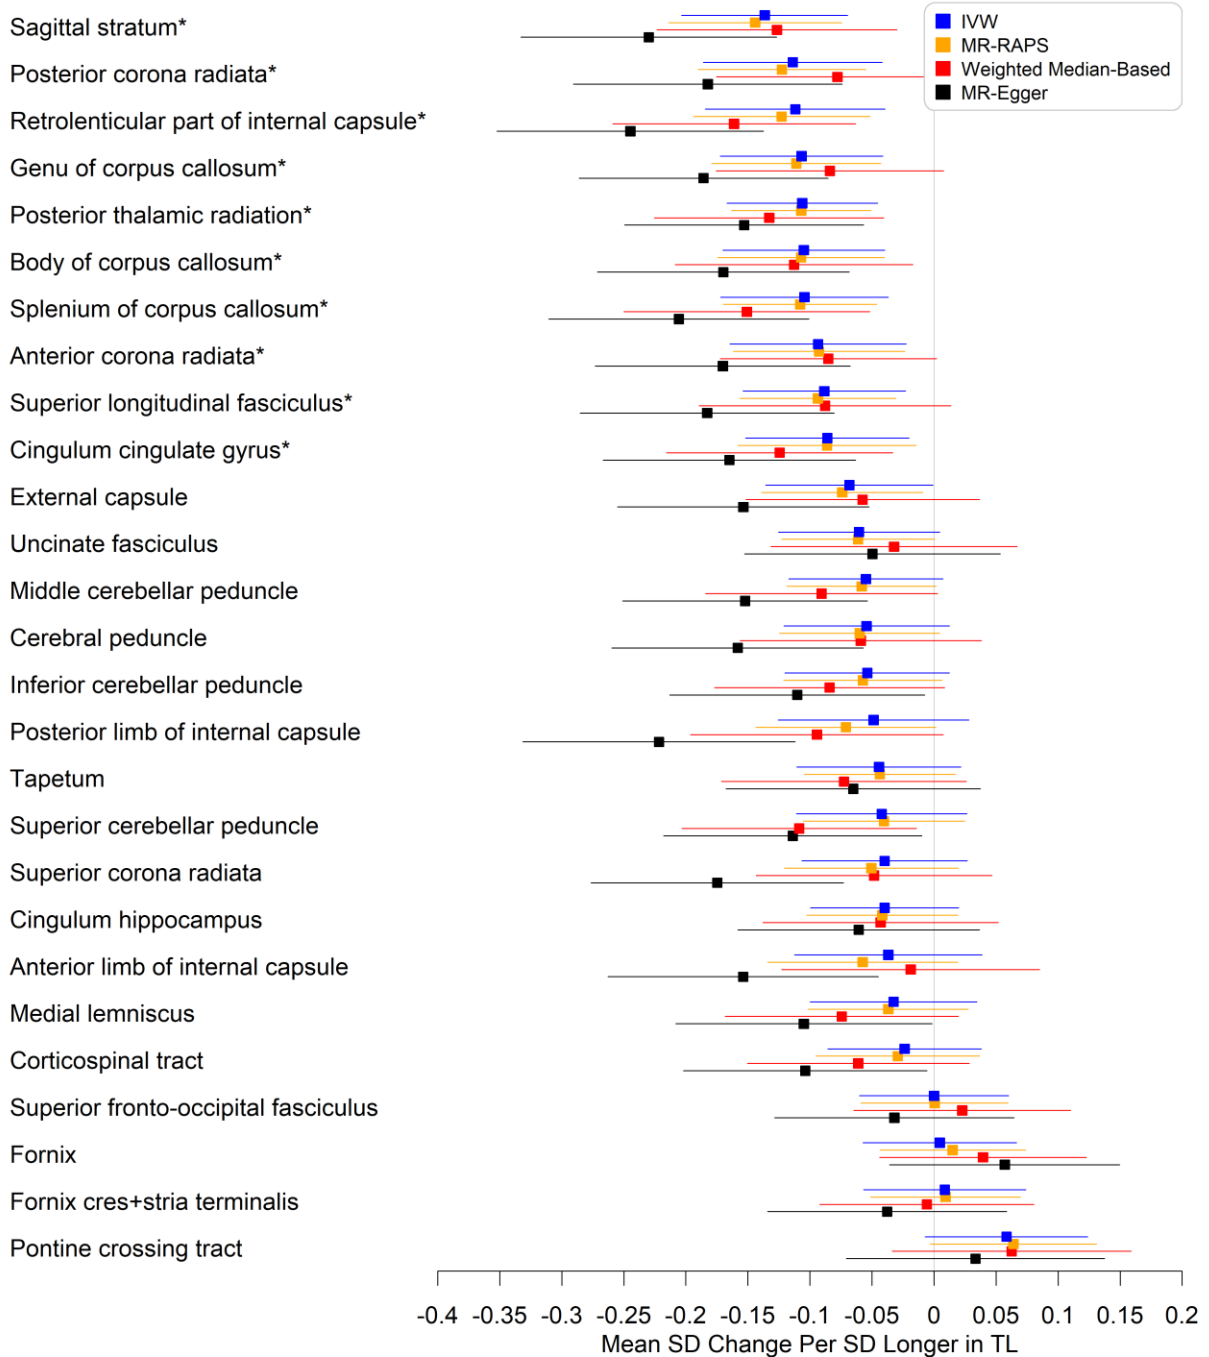 Sagittal stratum*
Posterior corona radiata*
Retrolenticular part of internal capsule*
Genu of corpus callosum*
Posterior thalamic radiation*
Body of corpus callosum*
Splenium of corpus callosum*
Anterior corona radiata*
Superior longitudinal fasciculus*
Cingulum cingulate gyrus*
External capsule
Uncinate fasciculus
Middle cerebellar peduncle
Cerebral peduncle
Inferior cerebellar peduncle
Posterior limb of internal capsule
Tapetum
Superior cerebellar peduncle
Superior corona radiata
Cingulum hippocampus
Anterior limb of internal capsule
Medial lemniscus
Corticospinal tract
Superior fronto-occipital fasciculus
Fornix
Fornix cres+stria terminalis
Pontine crossing tract
IVW
MR-RAPS
Weighted Median-Based
MR-Egger
-0.4 -0.35 -0.3 -0.25 -0.2 -0.15 -0.1 -0.05 0 0.05 0.1 0.15 0.2
Mean SD Change Per SD Longer in TL